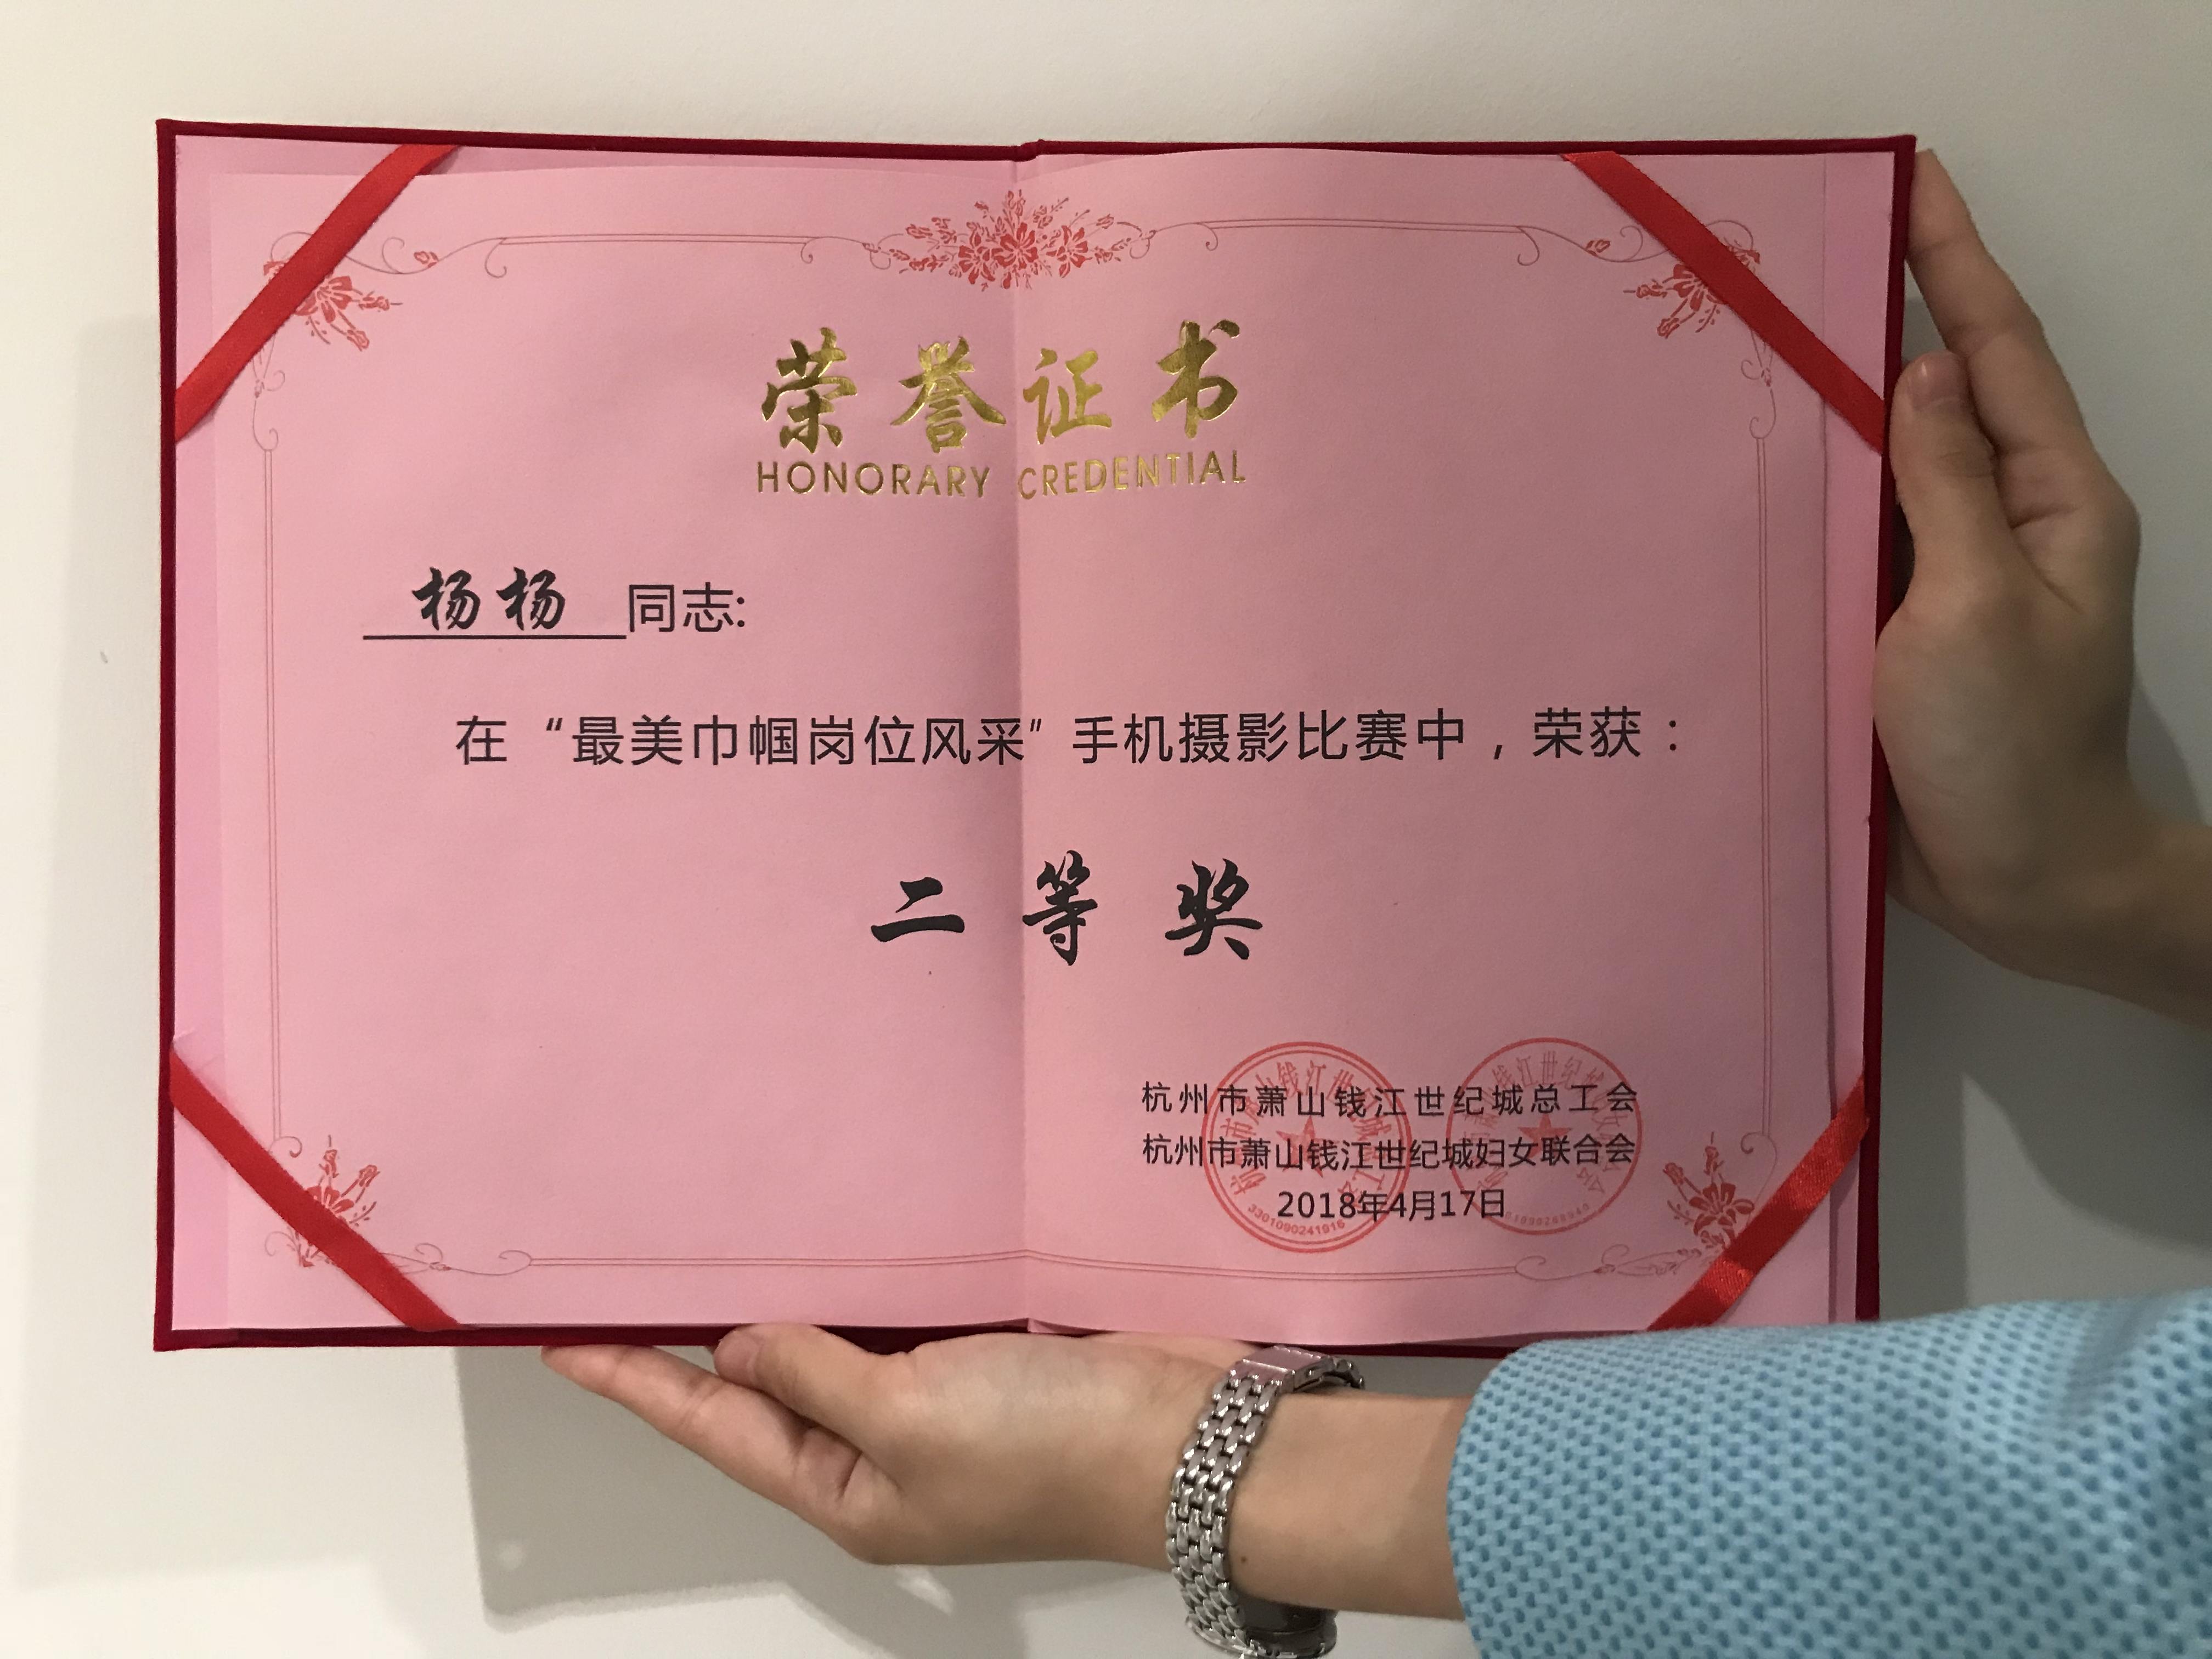 荣誉证书
HONORARY CREDENTIAL
杨杨 同志:
在“最美巾帼岗位风采”手机摄影比赛中，荣获：
二等奖
杭州市萧山钱江世纪城总工会
杭州市萧山钱江世纪城妇女联合会
2018年4月17日
3301090241916